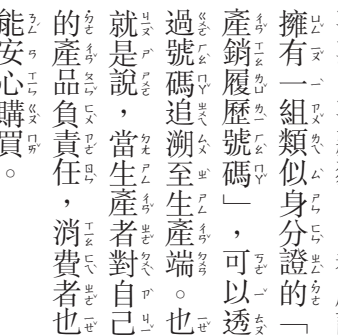 擁有一組類似身分證的「
產銷履歷號碼」，可以透
過號碼追溯至生產端。也
就是說，當生產者對自己
的產品負責任，消費者也
能安心購買。